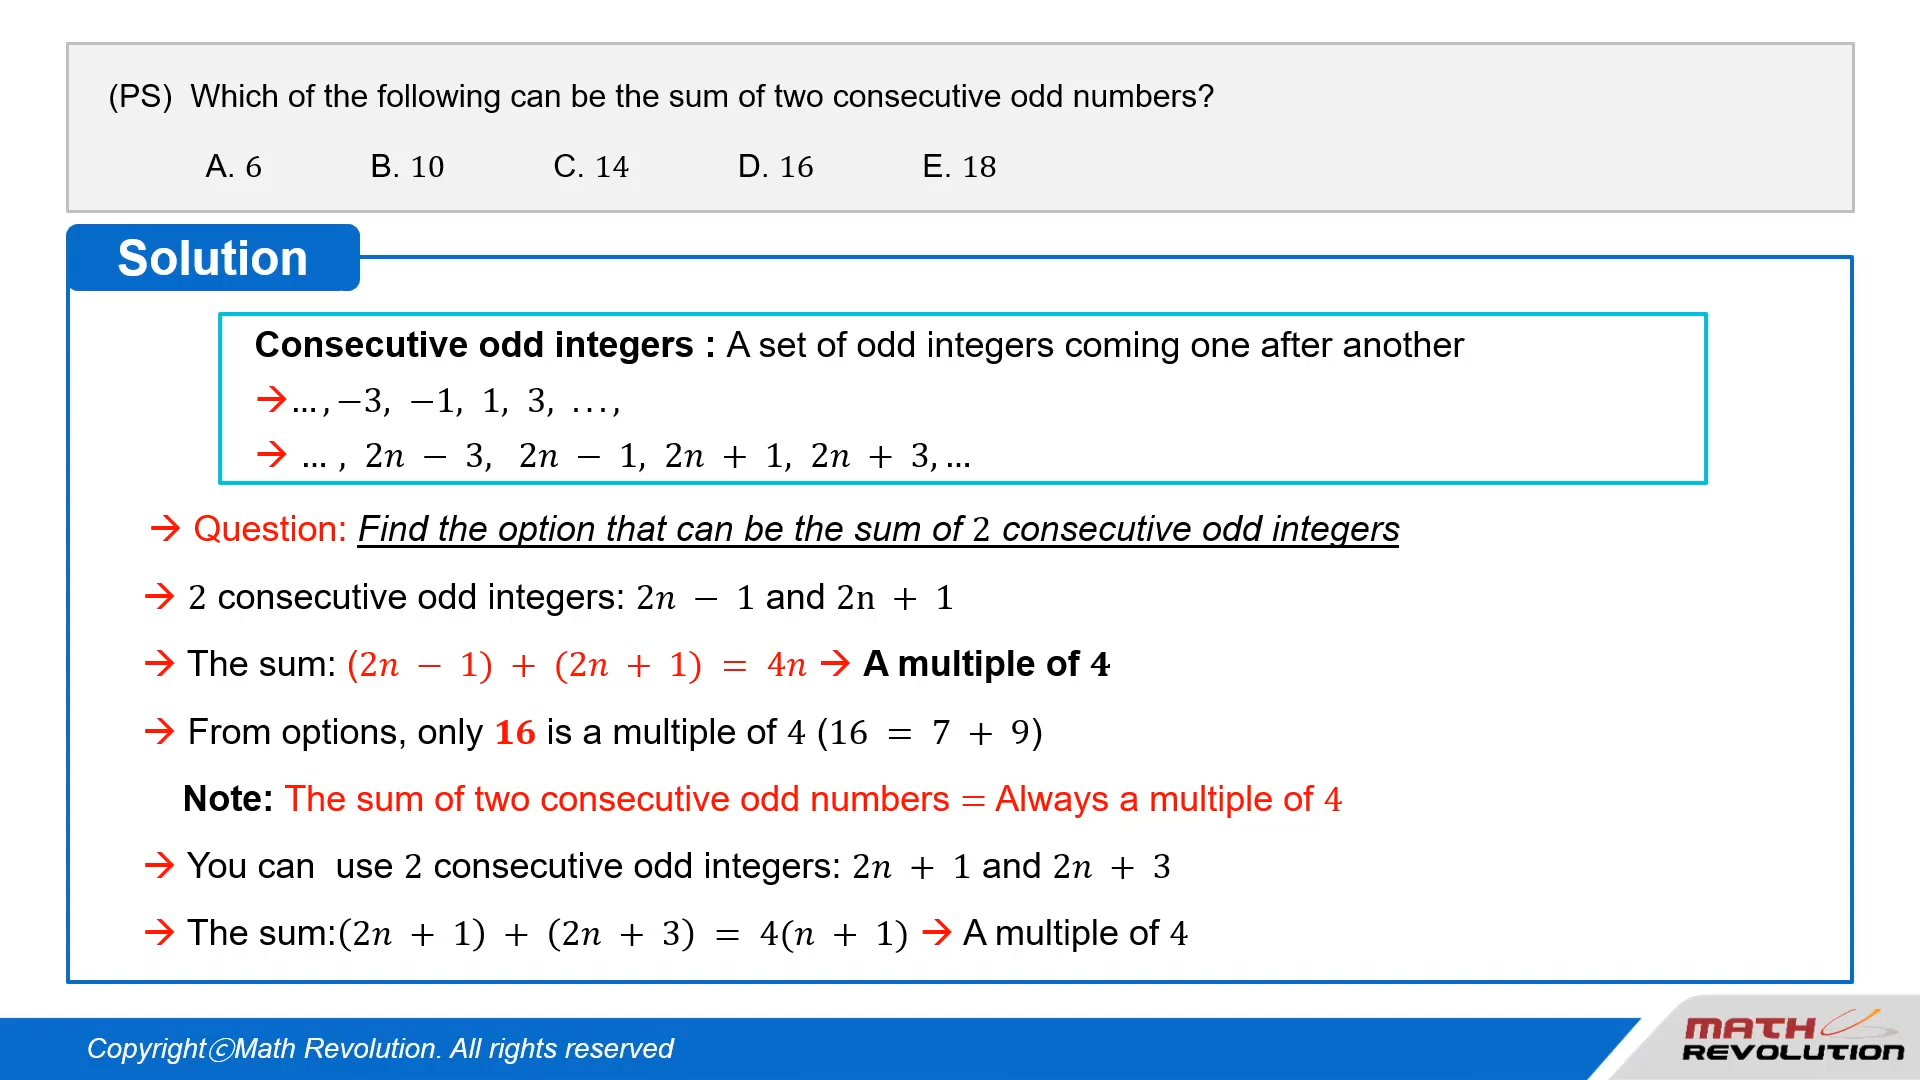 (PS) Which of the following can be the sum of two consecutive odd numbers?
A. 6 B. 10 C. 14 D. 16 E. 18
Solution
Consecutive odd integers : A set of odd integers coming one after another
→... , −3, −1, 1, 3, ...,
→ ... , 2n − 3, 2n − 1, 2n + 1, 2n + 3, ...
→ Question: Find the option that can be the sum of 2 consecutive odd integers
→ 2 consecutive odd integers: 2n − 1 and 2n + 1
→ The sum: (2n − 1) + (2n + 1) = 4n → A multiple of 4
→ From options, only 16 is a multiple of 4 (16 = 7 + 9)
Note: The sum of two consecutive odd numbers = Always a multiple of 4
→ You can use 2 consecutive odd integers: 2n + 1 and 2n + 3
→ The sum:(2n + 1) + (2n + 3) = 4(n + 1) → A multiple of 4
CopyrightⓒMath Revolution. All rights reserved
MATH
REVOLUTION